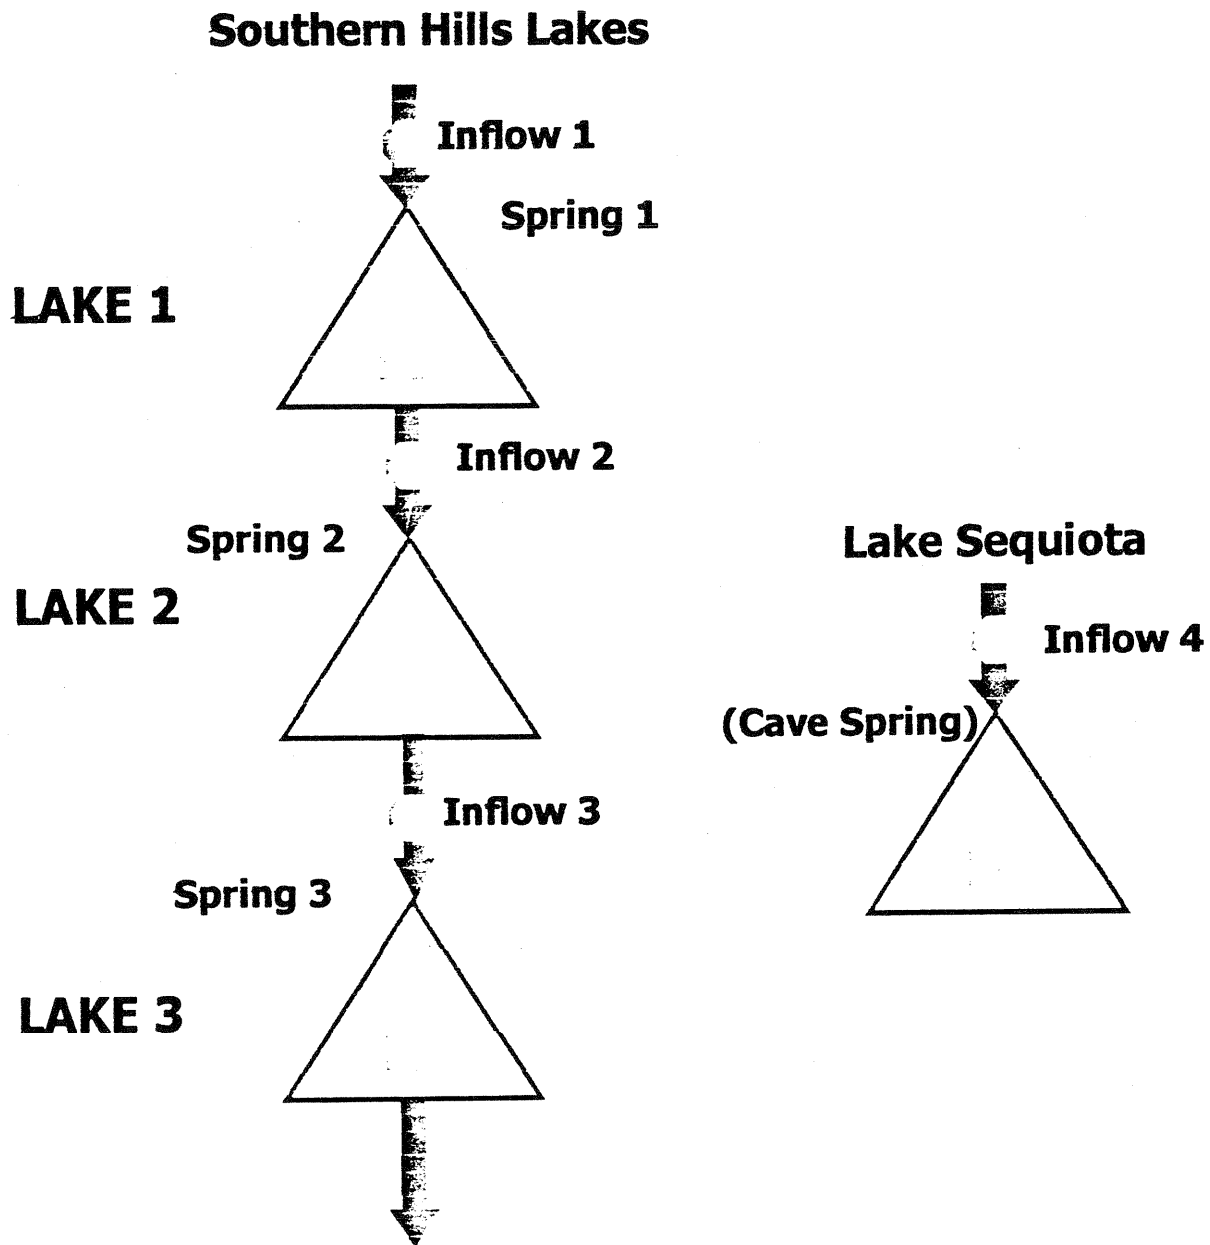 Southern Hills Lakes
Inflow 1
Spring 1
LAKE 1
Inflow 2
Spring 2
LAKE 2
Inflow 3
Spring 3
LAKE 3
Lake Sequiota
Inflow 4
(Cave Spring)